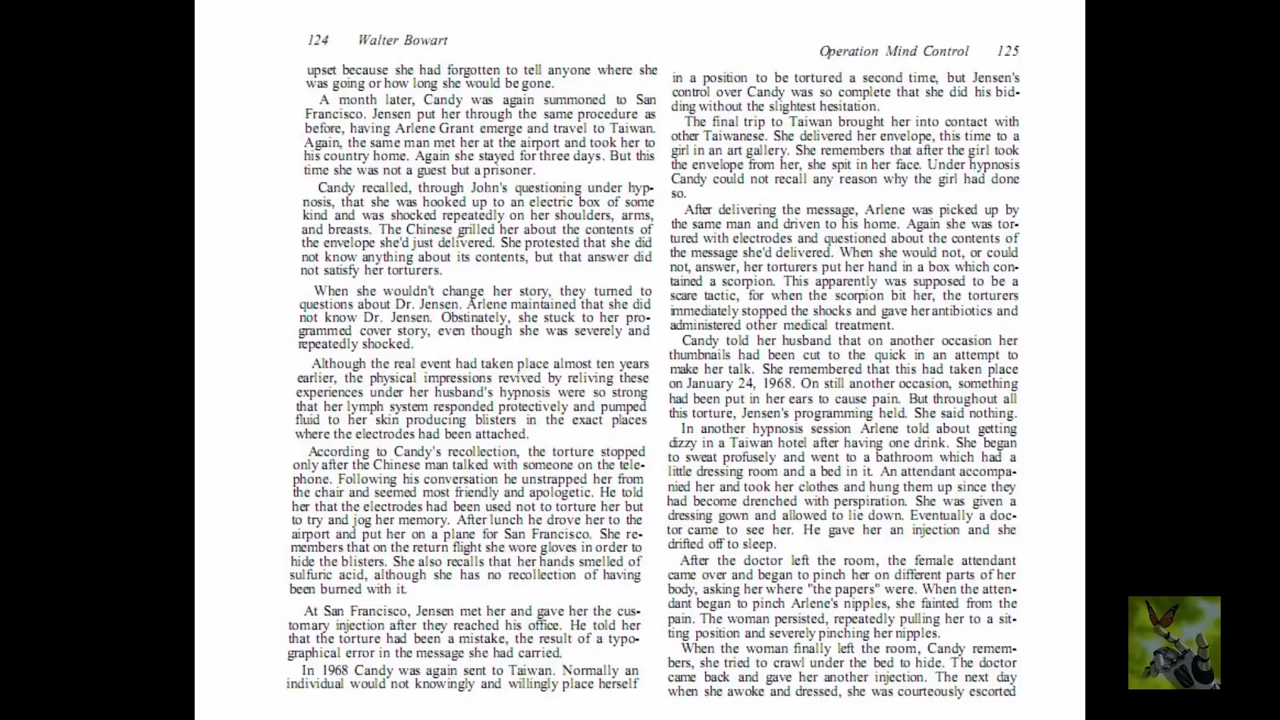 124 Walter Bowart
upset because she had forgotten to tell anyone where she
was going or how long she would be gone.
A month later, Candy was again summoned to San
Francisco. Jensen put her through the same procedure as
before, having Arlene Grant emerge and travel to Taiwan.
Again, the same man met her at the airport and took her to
his country home. Again she stayed for three days. But this
time she was not a guest but a prisoner.
Candy recalled, through John's questioning under hyp-
nosis, that she was hooked up to an electric box of some
kind and was shocked repeatedly on her shoulders, arms,
and breasts. The Chinese grilled her about the contents of
the envelope she'd just delivered. She protested that she did
not know anything about its contents, but that answer did
not satisfy her torturers.
When she wouldn't change her story, they turned to
questions about Dr. Jensen. Arlene maintained that she did
not know Dr. Jensen. Obstinately, she stuck to her pro-
grammed cover story, even though she was severely and
repeatedly shocked.
Although the real event had taken place almost ten years
earlier, the physical impressions revived by reliving these
experiences under her husband's hypnosis were so strong
that her lymph system responded protectively and pumped
fluid to her skin producing blisters in the exact places
where the electrodes had been attached.
According to Candy's recollection, the torture stopped
only after the Chinese man talked with someone on the tele-
phone. Following his conversation he unstrapped her from
the chair and seemed most friendly and apologetic. He told
her that the electrodes had been used not to torture her but
to try and jog her memory. After lunch he drove her to the
airport and put her on a plane for San Francisco. She re-
members that on the return flight she wore gloves in order to
hide the blisters. She also recalls that her hands smelled of
sulfuric acid, although she has no recollection of having
been burned with it.
At San Francisco, Jensen met her and gave her the cus-
tomary injection after they reached his office. He told her
that the torture had been a mistake, the result of a typo-
graphical error in the message she had carried.
In 1968 Candy was again sent to Taiwan. Normally an
individual would not knowingly and willingly place herself
Operation Mind Control 125
in a position to be tortured a second time, but Jensen's
control over Candy was so complete that she did his bid-
ding without the slightest hesitation.
The final trip to Taiwan brought her into contact with
other Taiwanese. She delivered her envelope, this time to a
girl in an art gallery. She remembers that after the girl took
the envelope from her, she spit in her face. Under hypnosis
Candy could not recall any reason why the girl had done
so.
After delivering the message, Arlene was picked up by
the same man and driven to his home. Again she was tor-
tured with electrodes and questioned about the contents of
the message she'd delivered. When she would not, or could
not, answer, her torturers put her hand in a box which con-
tained a scorpion. This apparently was supposed to be a
scare tactic, for when the scorpion bit her, the torturers
immediately stopped the shocks and gave her antibiotics and
administered other medical treatment.
Candy told her husband that on another occasion her
thumbnails had been cut to the quick in an attempt to
make her talk. She remembered that this had taken place
on January 24, 1968. On still another occasion, something
had been put in her ears to cause pain. But throughout all
this torture, Jensen's programming held. She said nothing.
In another hypnosis session Arlene told about getting
dizzy in a Taiwan hotel after having one drink. She began
to sweat profusely and went to a bathroom which had a
little dressing room and a bed in it. An attendant accompa-
nied her and took her clothes and hung them up since they
had become drenched with perspiration. She was given a
dressing gown and allowed to lie down. Eventually a doc-
tor came to see her. He gave her an injection and she
drifted off to sleep.
After the doctor left the room, the female attendant
came over and began to pinch her on different parts of her
body, asking her where "the papers" were. When the atten-
dant began to pinch Arlene's nipples, she fainted from the
pain. The woman persisted, repeatedly pulling her to a sit-
ting position and severely pinching her nipples.
When the woman finally left the room, Candy remem-
bers, she tried to crawl under the bed to hide. The doctor
came back and gave her another injection. The next day
when she awoke and dressed, she was courteously escorted